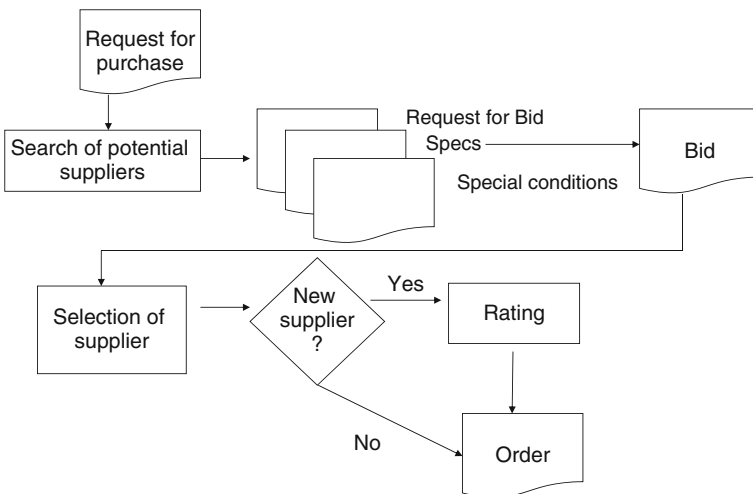 Request for
purchase
Search of potential
suppliers
Request for Bid
Specs
Special conditions
Bid
Selection of
supplier
New
supplier
?
Yes
Rating
No
Order